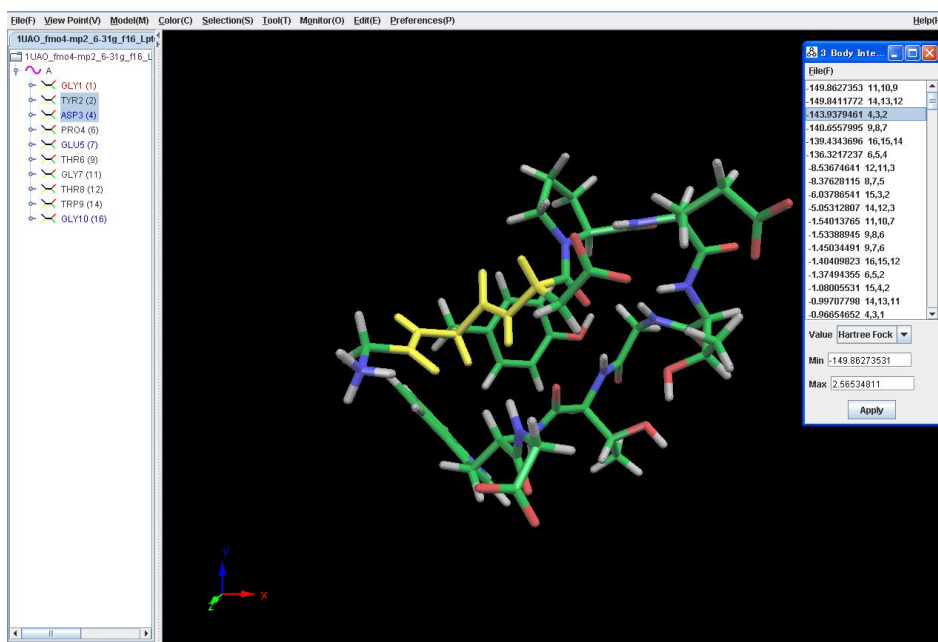 File(F) View Point(V) Model(M) Color(C) Selection(S) Tool(T) Monitor(O) Edit(E) Preferences(P) Help(H
1UAO_fmo4-mp2_6-31g_f16_Lpt
1UAO_fmo4-mp2_6-31g_f16_L
A
GLY1 (1)
TYR2 (2)
ASP3 (4)
PRO4 (6)
GLU5 (7)
THR6 (9)
GLY7 (11)
THR8 (12)
TRP9 (14)
GLY10 (16)
Y
X
Z
3 Body Inte...
File(F)
-149.8627353 11,10,9
-149.8411772 14,13,12
-143.9379461 4,3,2
-140.6557995 9,8,7
-139.4343696 16,15,14
-136.3217237 6,5,4
-8.53674641 12,11,3
-8.37628115 8,7,5
-6.03786541 15,3,2
-5.05312807 14,12,3
-1.54013765 11,10,7
-1.53388945 9,8,6
-1.45034491 9,7,6
-1.40409823 16,15,12
-1.37494355 6,5,2
-1.08005531 15,4,2
-0.99707798 14,13,11
-0.96654652 4,3,1
Value Hartree Fock
Min -149.86273531
Max 2.56534811
Apply